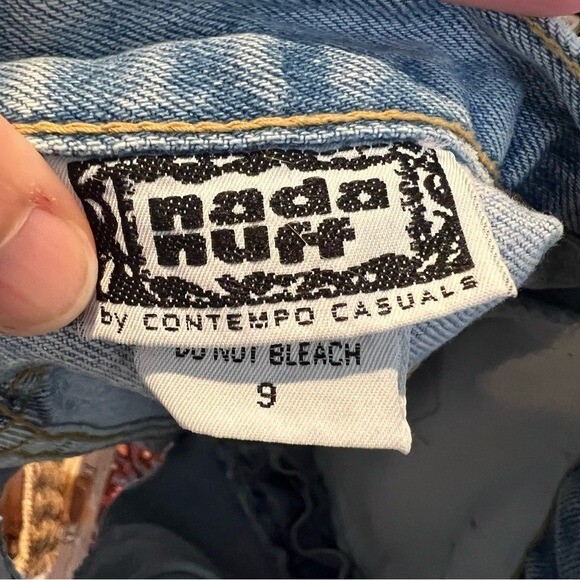 nada
nuff
by CONTEMPO CASUALS
DO NOT BLEACH
9